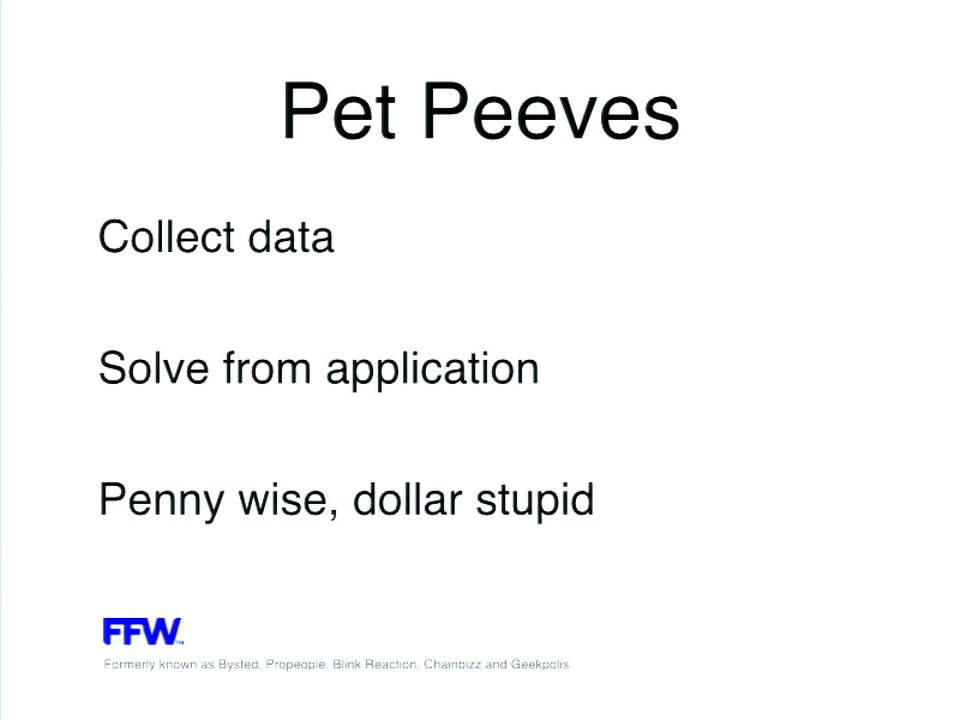 Pet Peeves
Collect data
Solve from application
Penny wise, dollar stupid
FFW™
Formerly known as Bysted, Propeople, Blink Reaction, Chainbizz and Geekpolis